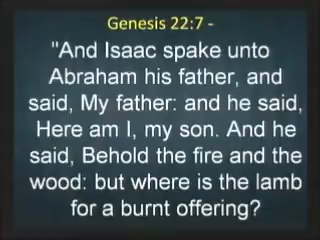 Genesis 22:7 -
"And Isaac spake unto
Abraham his father, and
said, My father: and he said,
Here am I, my son. And he
said, Behold the fire and the
wood: but where is the lamb
for a burnt offering?